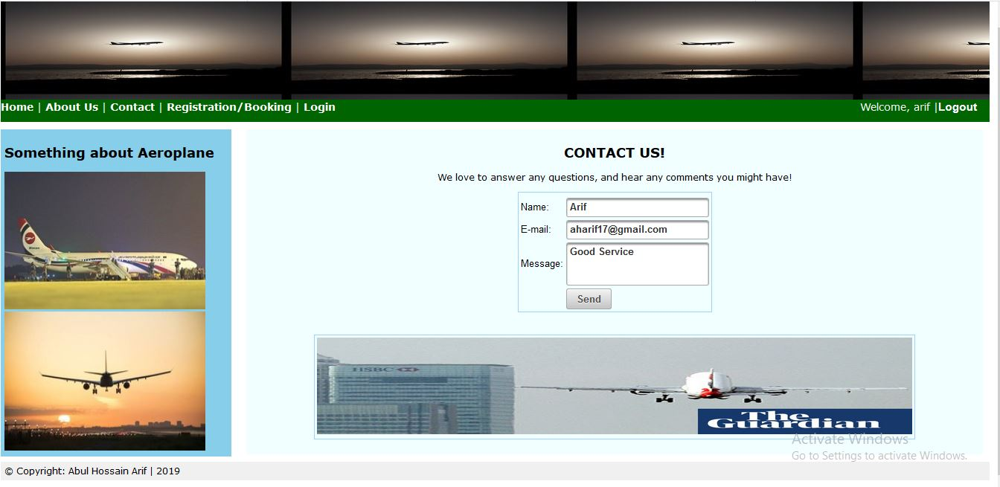 Home | About Us | Contact | Registration/Booking | Login
Welcome, arif |Logout
Something about Aeroplane
CONTACT US!
We love to answer any questions, and hear any comments you might have!
Name: Arif
E-mail: aharif17@gmail.com
Message: Good Service
Send
HSBC
The
Guardian
Activate Windows
Go to Settings to activate Windows.
© Copyright: Abul Hossain Arif | 2019